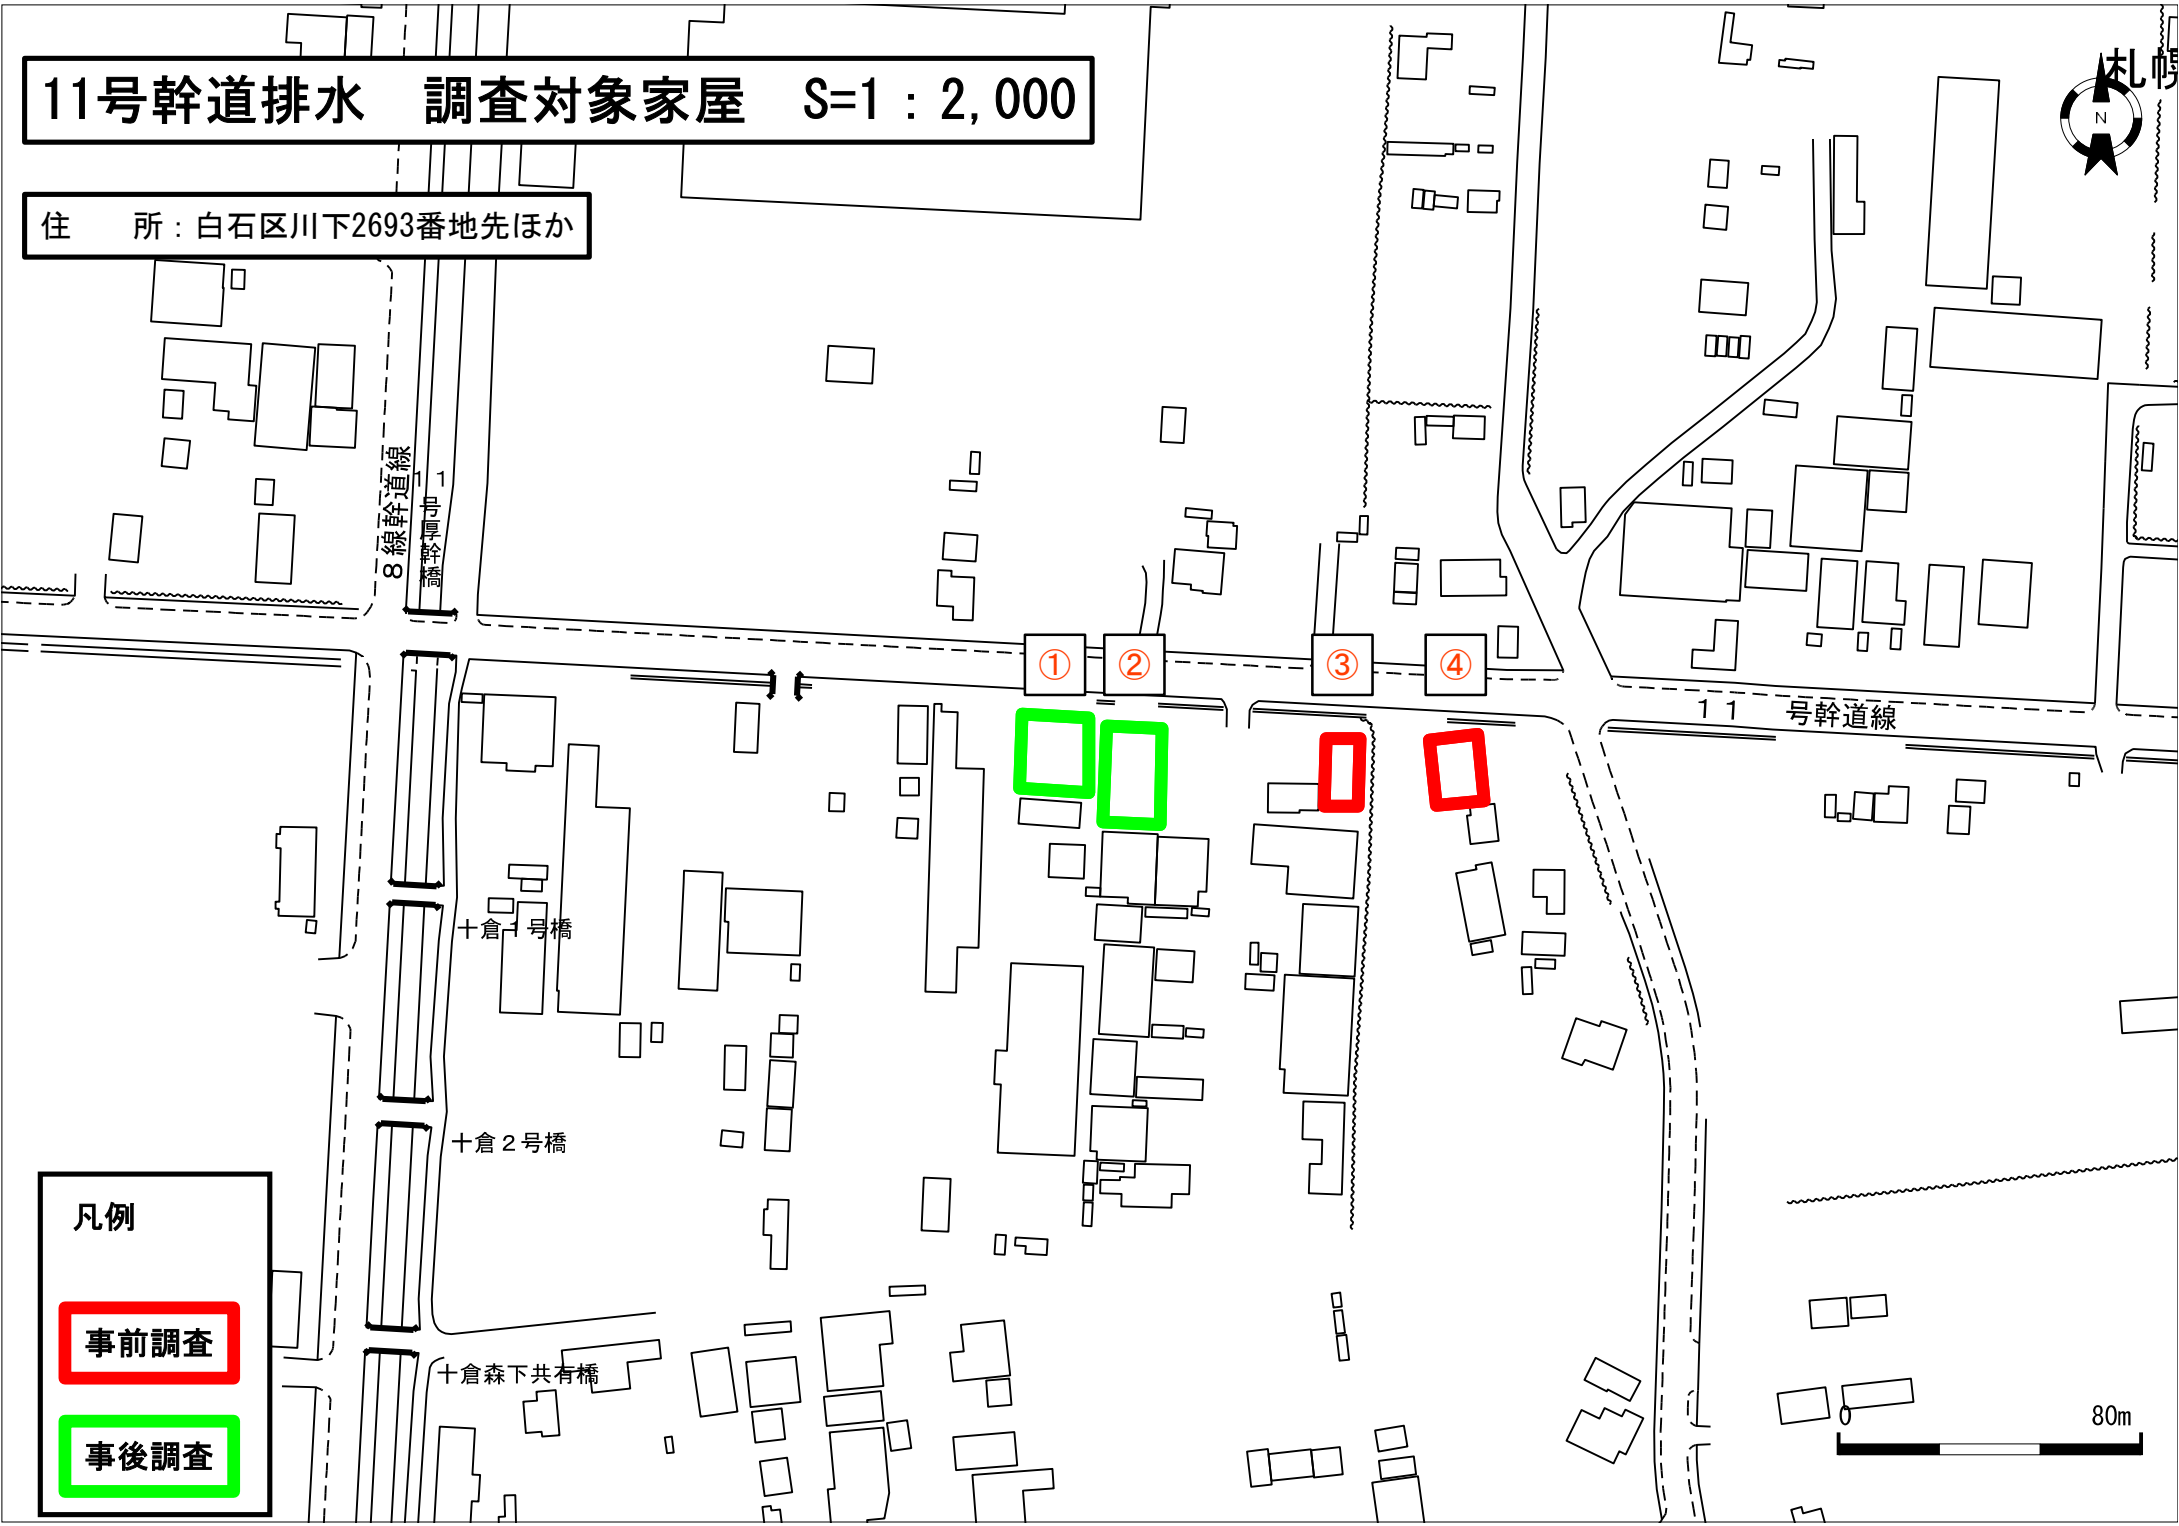 11号幹道排水　調査対象家屋　S=1：2,000
札幌
N
住　　所：白石区川下2693番地先ほか
8線幹道線
11号厚幹橋
①
②
③
④
11　号幹道線
十倉1号橋
十倉2号橋
十倉森下共有橋
凡例
事前調査
事後調査
0
80m